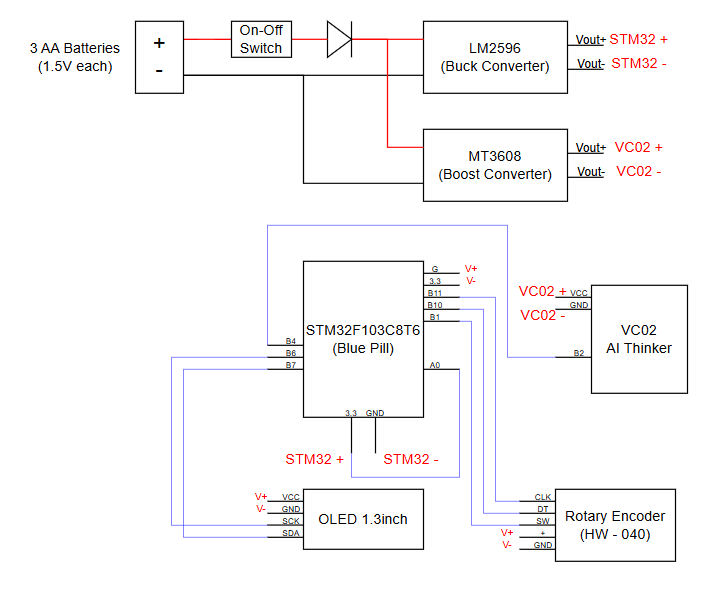 3 AA Batteries
(1.5V each)
+
-
On-Off
Switch
LM2596
(Buck Converter)
Vout+ STM32 +
Vout- STM32 -
MT3608
(Boost Converter)
Vout+ VC02 +
Vout- VC02 -
STM32F103C8T6
(Blue Pill)
G V+
3.3 V-
B11
B10
B1
A0
B4
B6
B7
3.3 GND
STM32 +
STM32 -
VC02 + VCC
VC02 - GND
B2
VC02
AI Thinker
V+ VCC
V- GND
SCK
SDA
OLED 1.3inch
CLK
DT
SW
V+ +
V- GND
Rotary Encoder
(HW - 040)